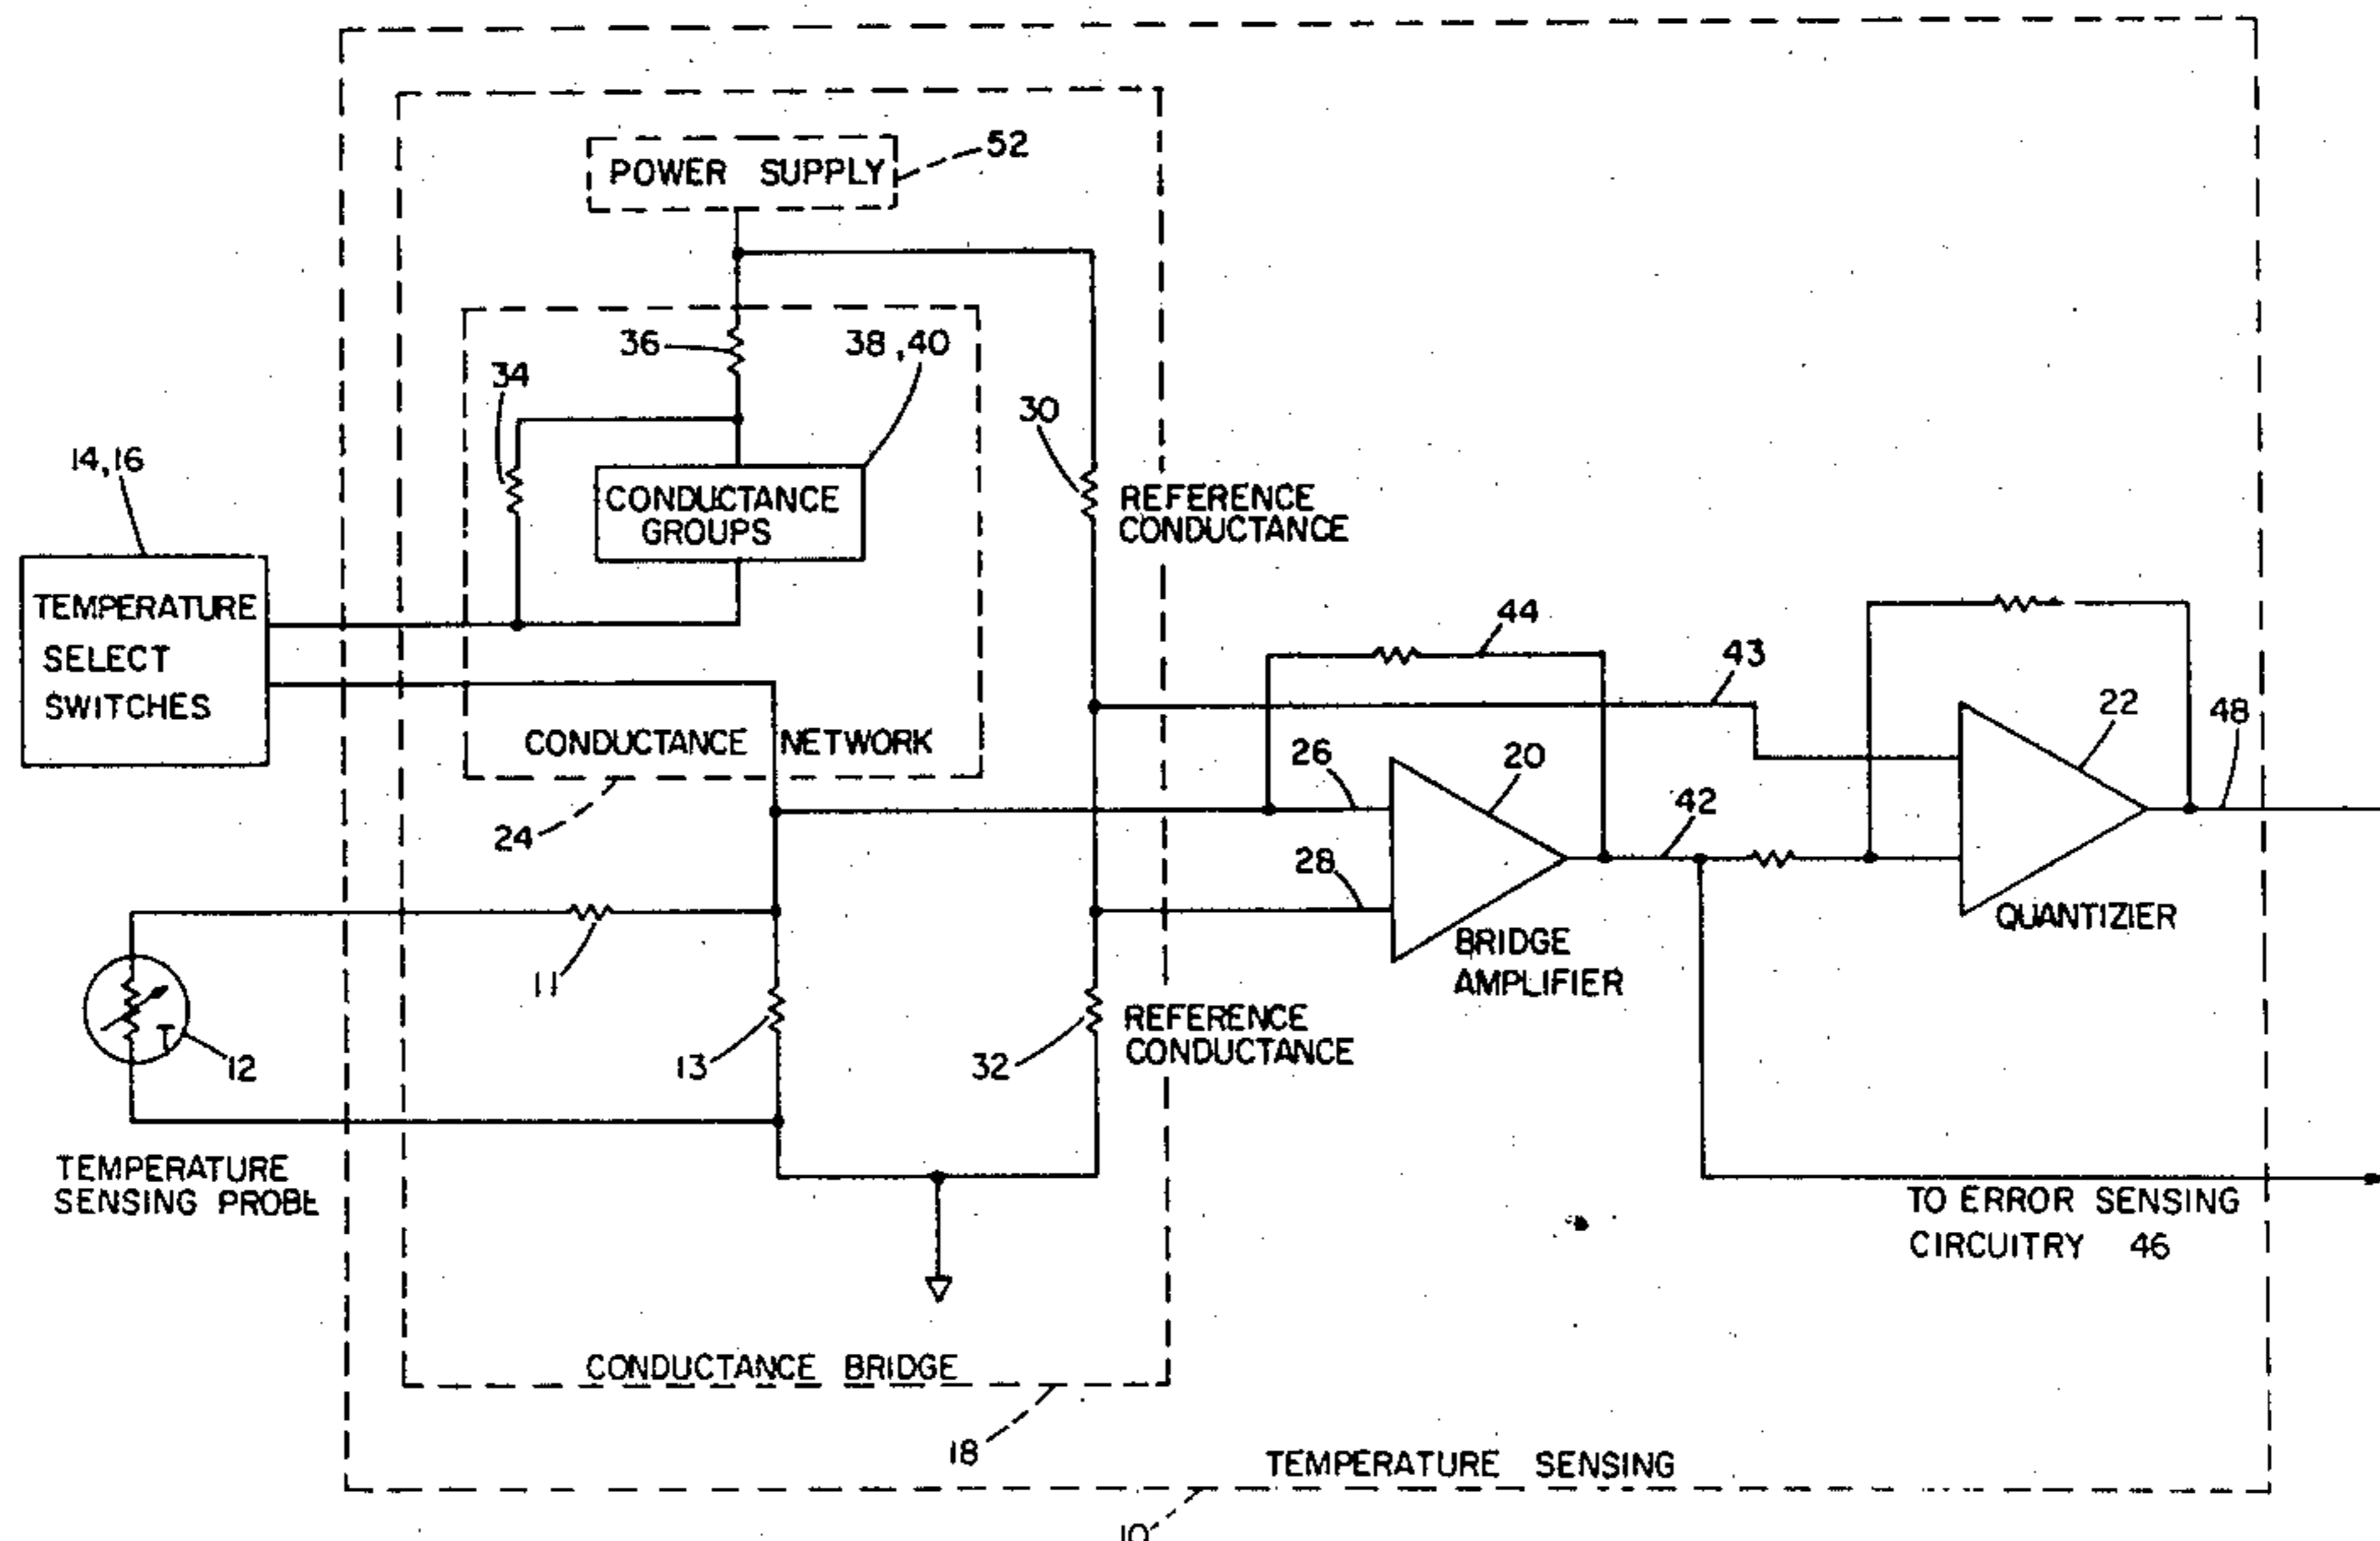 POWER SUPPLY
52
36
38,40
34
30
14,16
CONDUCTANCE
GROUPS
REFERENCE
CONDUCTANCE
TEMPERATURE
SELECT
SWITCHES
44
43
22
48
CONDUCTANCE NETWORK
26
20
42
24
28
QUANTIZIER
BRIDGE
AMPLIFIER
11
REFERENCE
CONDUCTANCE
T
12
13
32
TEMPERATURE
SENSING PROBE
TO ERROR SENSING
CIRCUITRY 46
CONDUCTANCE BRIDGE
18
TEMPERATURE SENSING
10